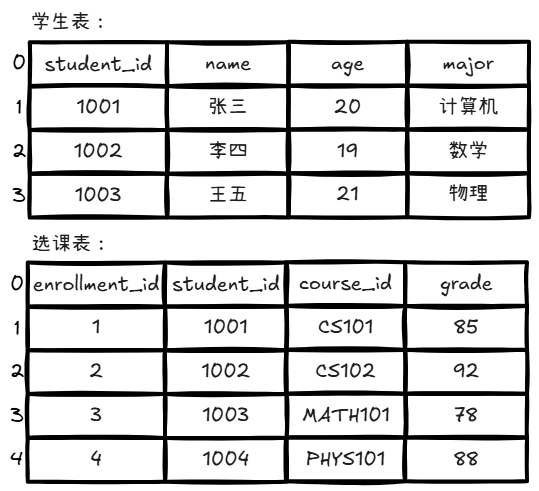 学生表：
0 student_id name age major
1 1001 张三 20 计算机
2 1002 李四 19 数学
3 1003 王五 21 物理
选课表：
0 enrollment_id student_id course_id grade
1 1 1001 CS101 85
2 2 1002 CS102 92
3 3 1003 MATH101 78
4 4 1004 PHYS101 88